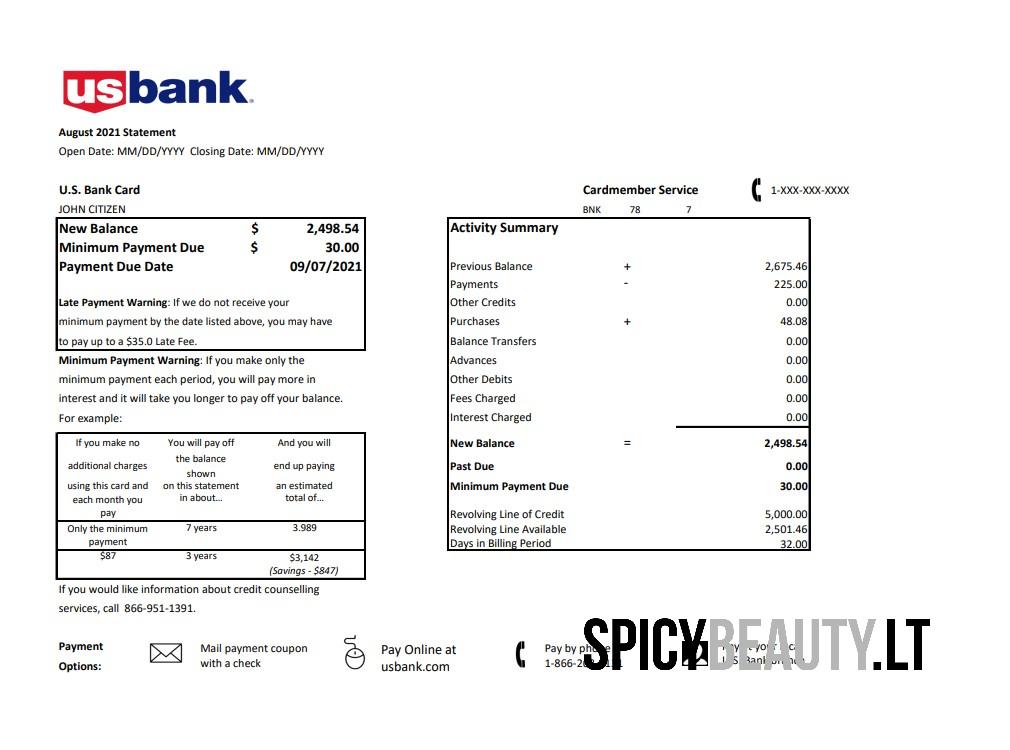 usbank
August 2021 Statement
Open Date: MM/DD/YYYY Closing Date: MM/DD/YYYY
U.S. Bank Card
JOHN CITIZEN
New Balance $ 2,498.54
Minimum Payment Due $ 30.00
Payment Due Date 09/07/2021
Late Payment Warning: If we do not receive your
minimum payment by the date listed above, you may have
to pay up to a $35.0 Late Fee.
Minimum Payment Warning: If you make only the
minimum payment each period, you will pay more in
interest and it will take you longer to pay off your balance.
For example:
If you make no
additional charges
using this card and
each month you
pay
You will pay off
the balance
shown
on this statement
in about...
And you will
end up paying
an estimated
total of...
Only the minimum
payment
7 years
3.989
$87
3 years
$3,142
(Savings - $847)
If you would like information about credit counselling
services, call 866-951-1391.
Cardmember Service 1-XXX-XXX-XXXX
BNK 78 7
Activity Summary
Previous Balance + 2,675.46
Payments - 225.00
Other Credits 0.00
Purchases + 48.08
Balance Transfers 0.00
Advances 0.00
Other Debits 0.00
Fees Charged 0.00
Interest Charged 0.00
New Balance = 2,498.54
Past Due 0.00
Minimum Payment Due 30.00
Revolving Line of Credit 5,000.00
Revolving Line Available 2,501.46
Days in Billing Period 32.00
Payment
Options:
Mail payment coupon
with a check
Pay Online at
usbank.com
Pay by phone
1-866-2
SPICYBEAUTY.LT